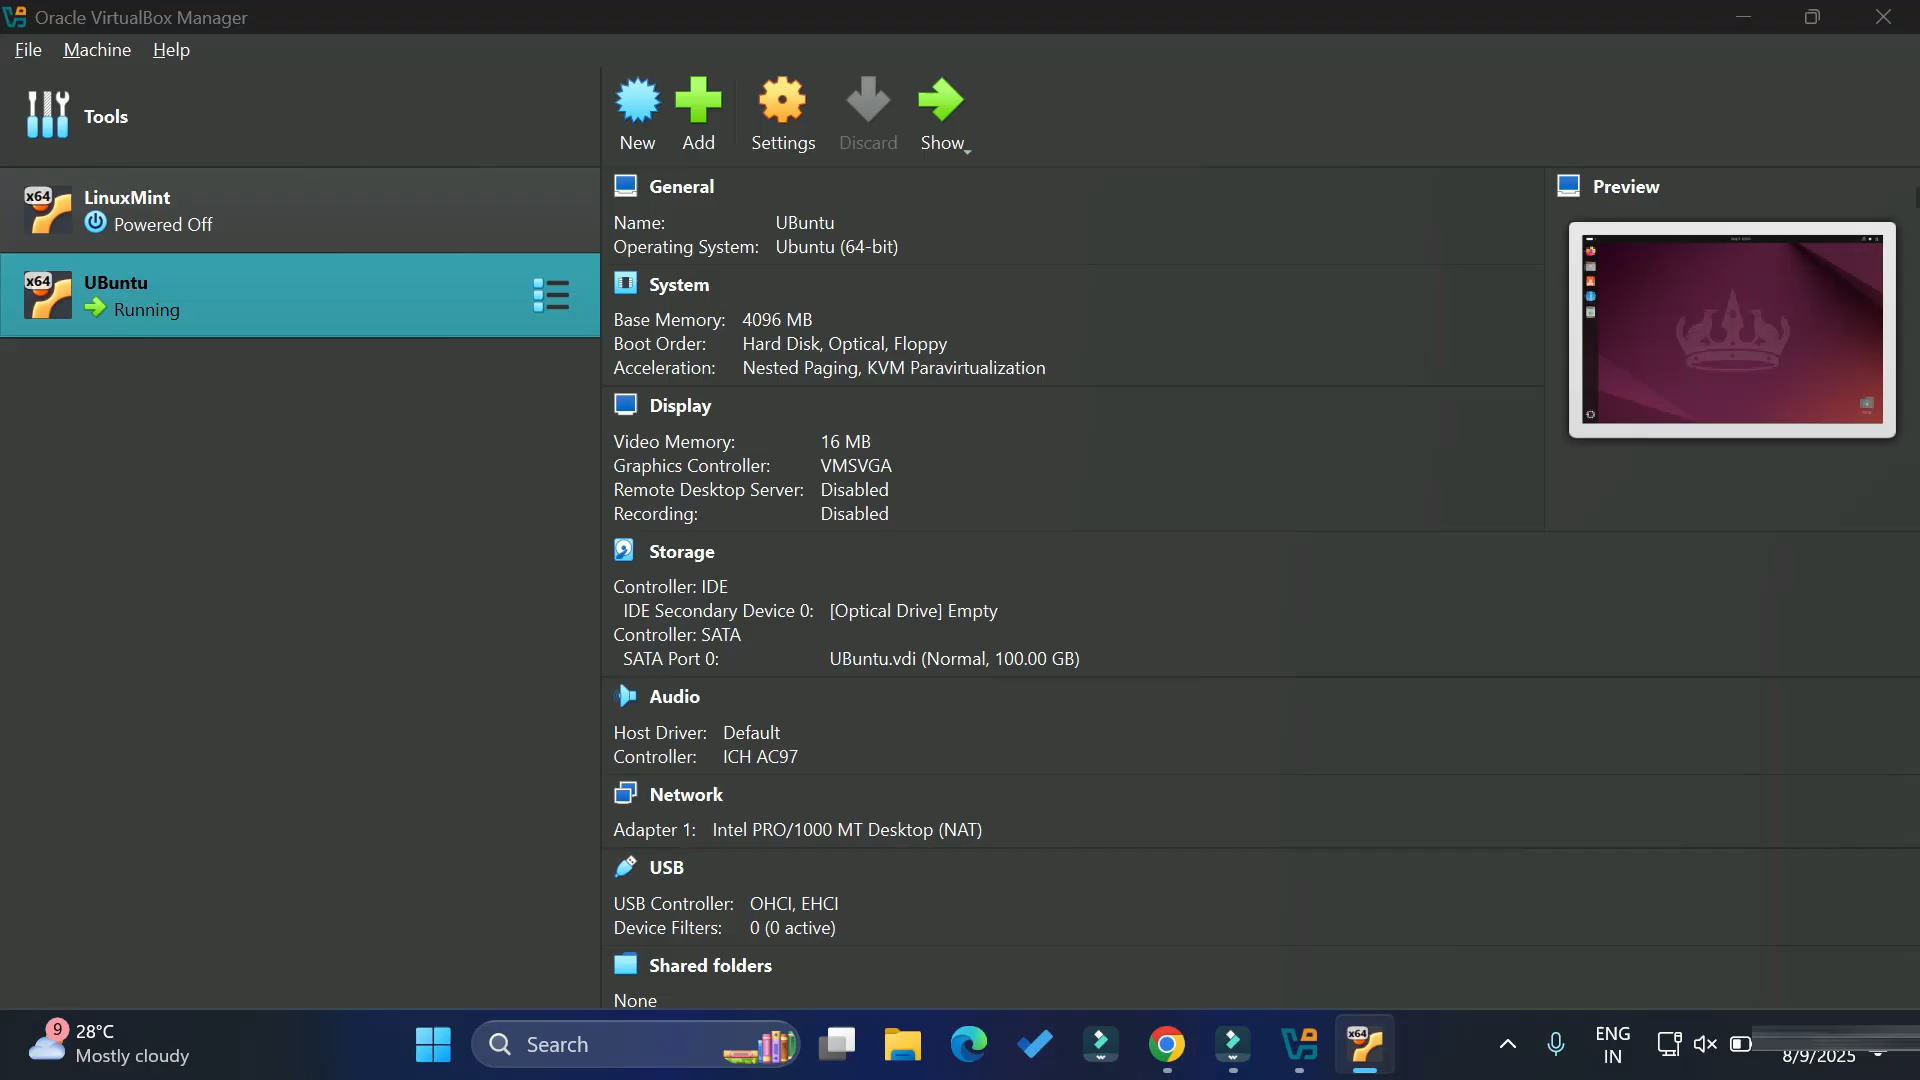 Oracle VirtualBox Manager
File Machine Help
Tools
New Add Settings Discard Show
x64 LinuxMint
Powered Off
x64 UBuntu
Running
General
Name: UBuntu
Operating System: Ubuntu (64-bit)
System
Base Memory: 4096 MB
Boot Order: Hard Disk, Optical, Floppy
Acceleration: Nested Paging, KVM Paravirtualization
Display
Video Memory: 16 MB
Graphics Controller: VMSVGA
Remote Desktop Server: Disabled
Recording: Disabled
Storage
Controller: IDE
IDE Secondary Device 0: [Optical Drive] Empty
Controller: SATA
SATA Port 0: UBuntu.vdi (Normal, 100.00 GB)
Audio
Host Driver: Default
Controller: ICH AC97
Network
Adapter 1: Intel PRO/1000 MT Desktop (NAT)
USB
USB Controller: OHCI, EHCI
Device Filters: 0 (0 active)
Shared folders
None
Preview
9 28°C
Mostly cloudy
Search
x64
ENG
IN
8/9/2025